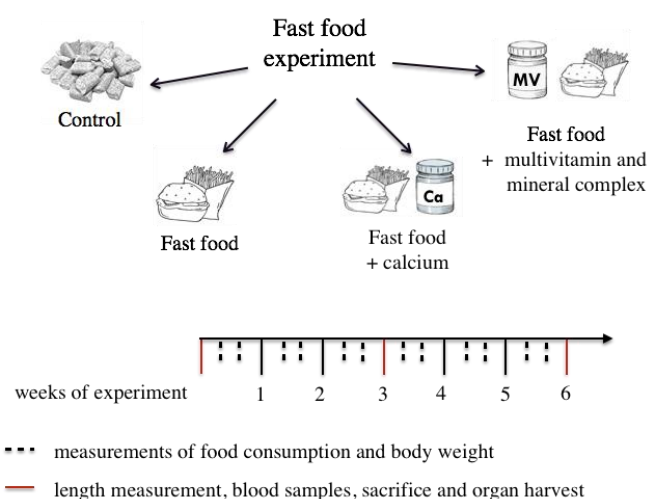 Fast food
experiment
MV
Control
Fast food
+ multivitamin and
mineral complex
Ca
Fast food
Fast food
+ calcium
weeks of experiment 1 2 3 4 5 6
measurements of food consumption and body weight
length measurement, blood samples, sacrifice and organ harvest